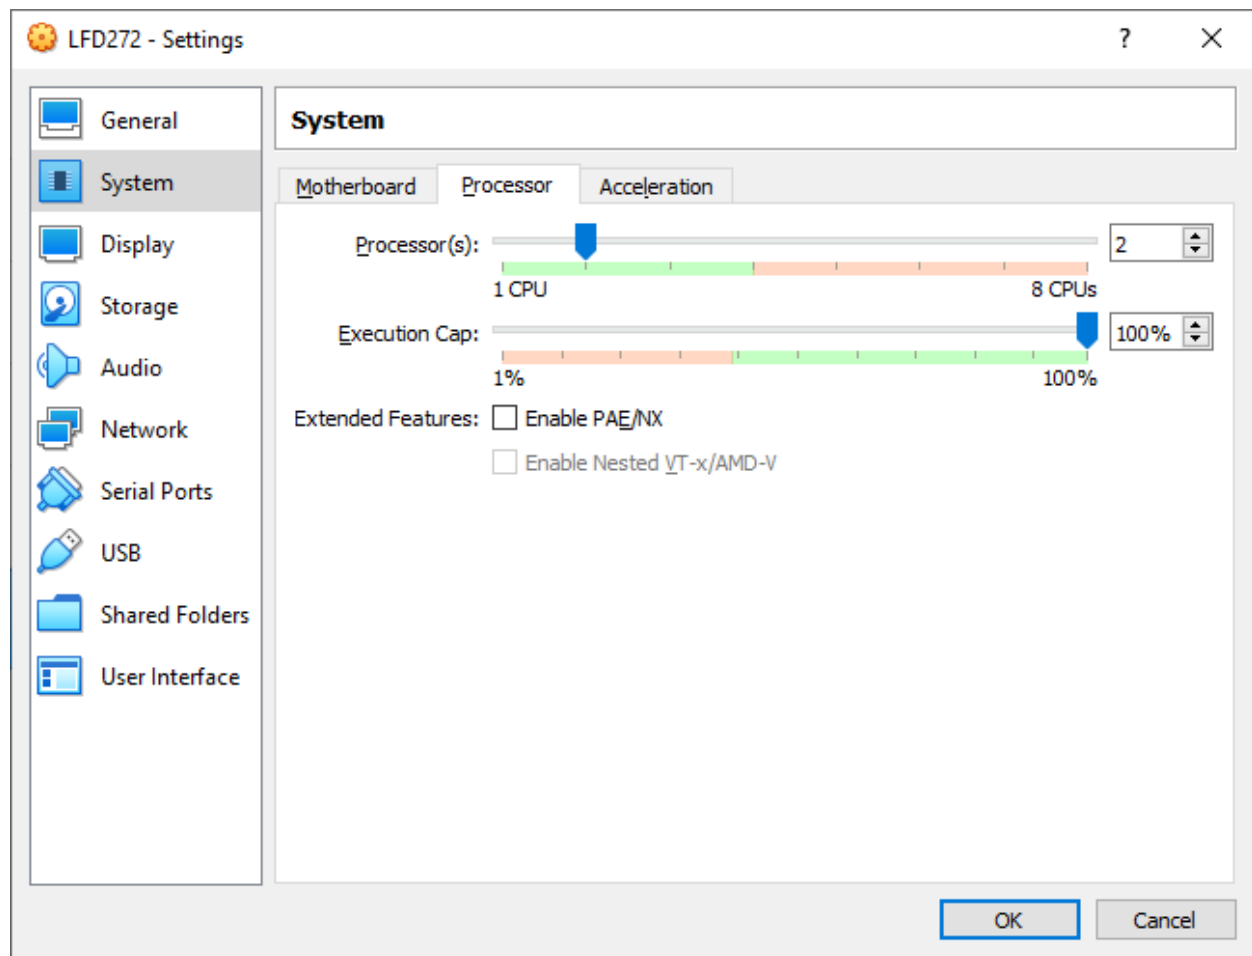 LFD272 - Settings
?
General
System
Display
Storage
Audio
Network
Serial Ports
USB
Shared Folders
User Interface
System
Motherboard Processor Acceleration
Processor(s): 2
1 CPU 8 CPUs
Execution Cap: 100%
1% 100%
Extended Features: Enable PAE/NX
Enable Nested VT-x/AMD-V
OK Cancel